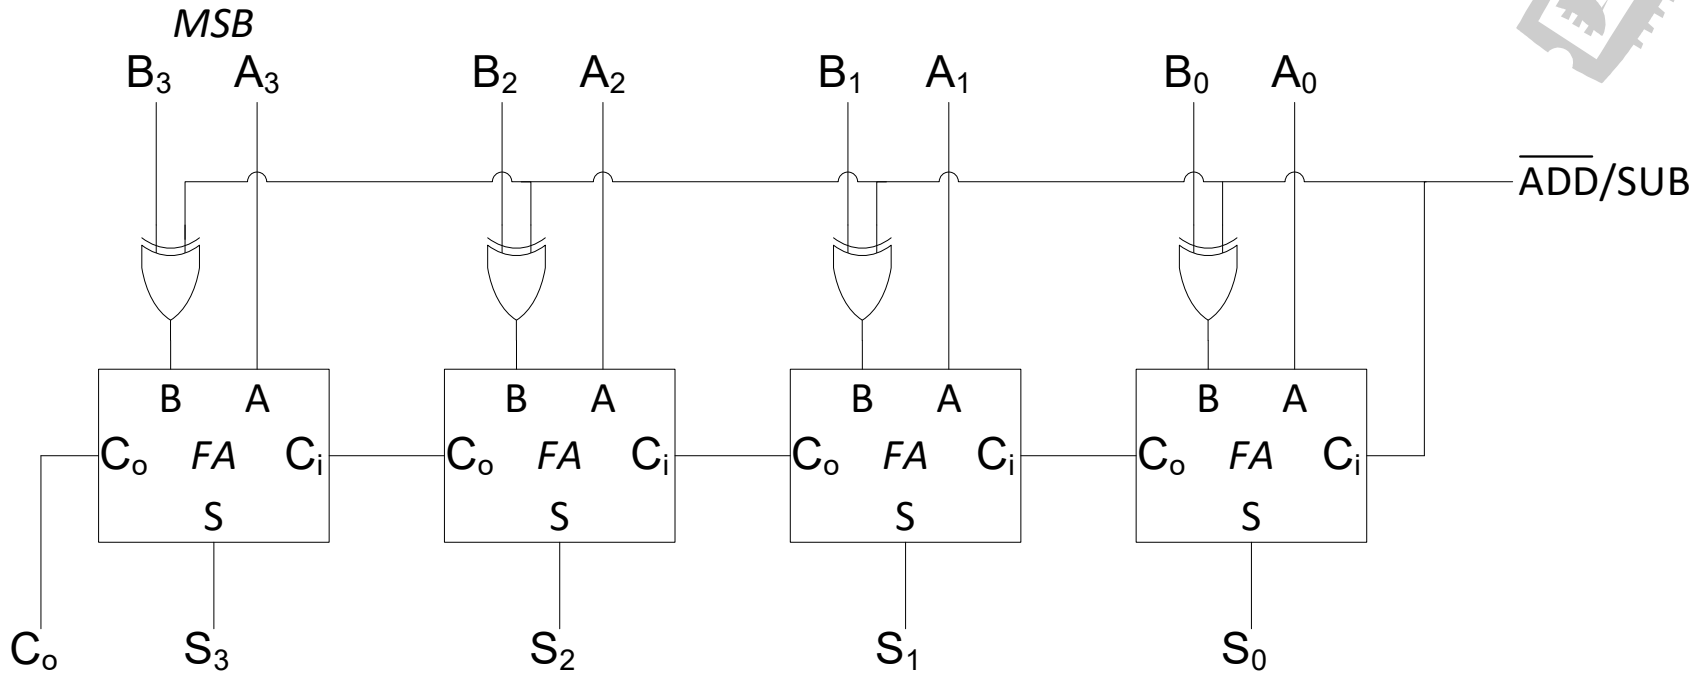 MSB
B₃ A₃ B₂ A₂ B₁ A₁ B₀ A₀
A̅D̅D̅/SUB
B A B A B A B A
Cₒ FA Cᵢ Cₒ FA Cᵢ Cₒ FA Cᵢ Cₒ FA Cᵢ
S S S S
Cₒ S₃ S₂ S₁ S₀